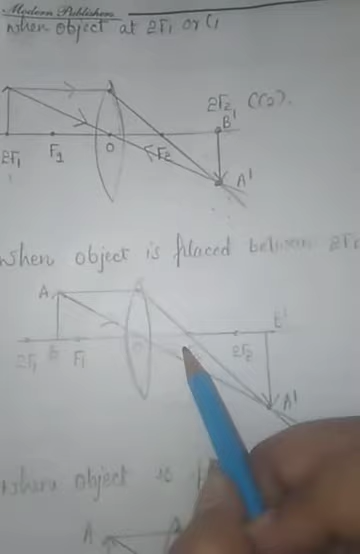 Modern Publishers
when object at 2F1 or C1
2F2 (C2).
B'
2F1 F1 O F2
A'
when object is placed between 2F1
A
B'
2F1 B F1 2F2
A'
when object is
A